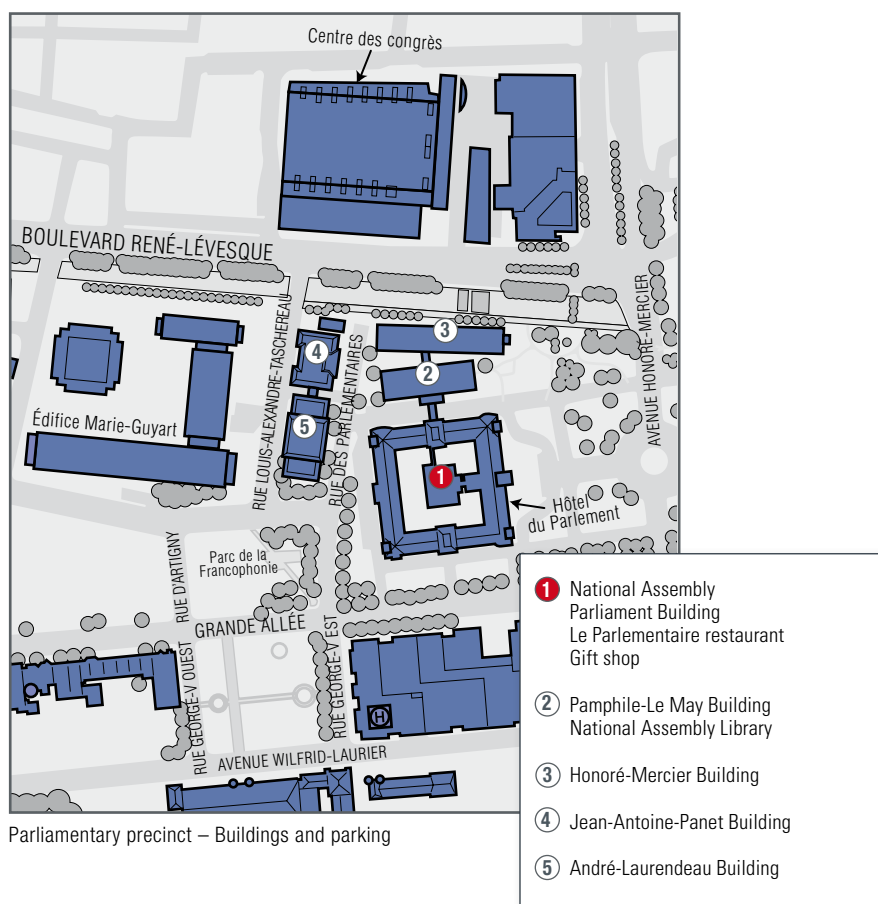 Centre des congrès
BOULEVARD RENÉ-LÉVESQUE
AVENUE HONORÉ-MERCIER
RUE LOUIS-ALEXANDRE-TASCHEREAU
RUE DES PARLEMENTAIRES
3
4
2
Édifice Marie-Guyart
5
1
Hôtel
du Parlement
Parc de la
Francophonie
RUE D'ARTIGNY
GRANDE ALLÉE
RUE GEORGE-V OUEST
RUE GEORGE-V EST
H
AVENUE WILFRID-LAURIER
1 National Assembly
Parliament Building
Le Parlementaire restaurant
Gift shop
2 Pamphile-Le May Building
National Assembly Library
3 Honoré-Mercier Building
4 Jean-Antoine-Panet Building
5 André-Laurendeau Building
Parliamentary precinct – Buildings and parking